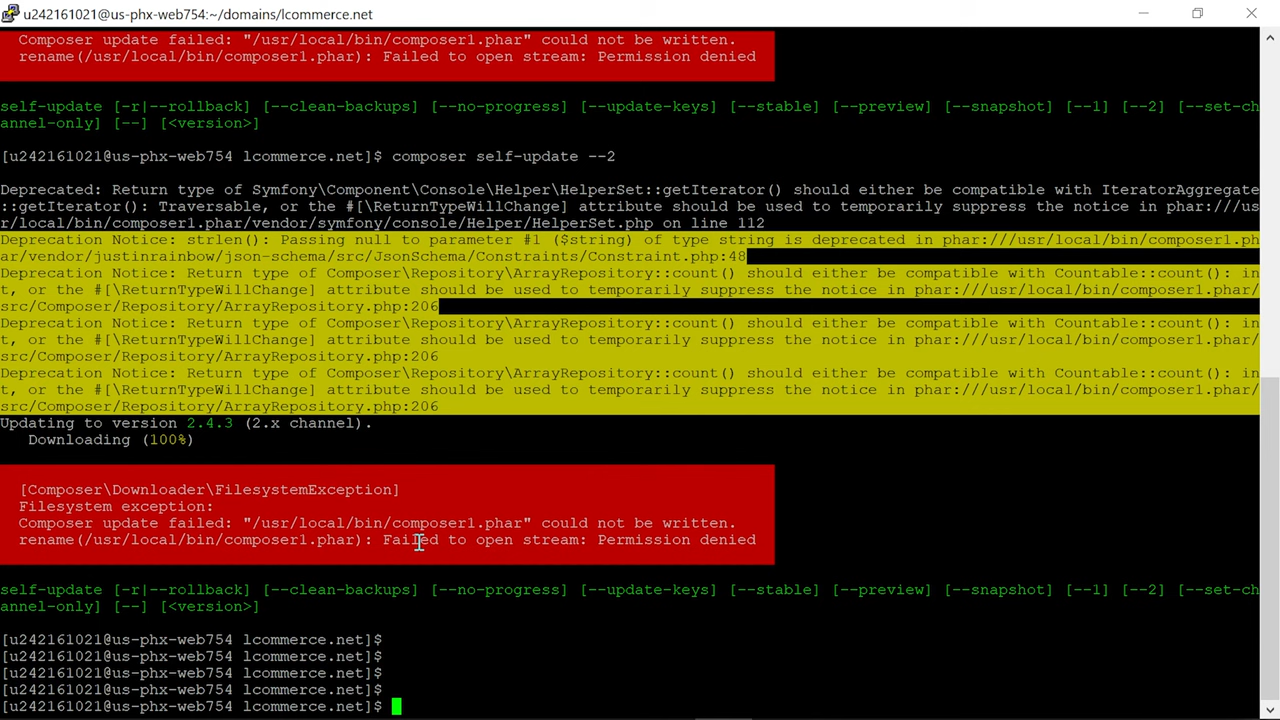 u242161021@us-phx-web754:~/domains/lcommerce.net
Composer update failed: "/usr/local/bin/composer1.phar" could not be written.
rename(/usr/local/bin/composer1.phar): Failed to open stream: Permission denied
self-update [-r|--rollback] [--clean-backups] [--no-progress] [--update-keys] [--stable] [--preview] [--snapshot] [--1] [--2] [--set-ch
annel-only] [--] [<version>]
[u242161021@us-phx-web754 lcommerce.net]$ composer self-update --2
Deprecated: Return type of Symfony\Component\Console\Helper\HelperSet::getIterator() should either be compatible with IteratorAggregate
::getIterator(): Traversable, or the #[\ReturnTypeWillChange] attribute should be used to temporarily suppress the notice in phar:///us
r/local/bin/composer1.phar/vendor/symfony/console/Helper/HelperSet.php on line 112
Deprecation Notice: strlen(): Passing null to parameter #1 ($string) of type string is deprecated in phar:///usr/local/bin/composer1.ph
ar/vendor/justinrainbow/json-schema/src/JsonSchema/Constraints/Constraint.php:48
Deprecation Notice: Return type of Composer\Repository\ArrayRepository::count() should either be compatible with Countable::count(): in
t, or the #[\ReturnTypeWillChange] attribute should be used to temporarily suppress the notice in phar:///usr/local/bin/composer1.phar/
src/Composer/Repository/ArrayRepository.php:206
Deprecation Notice: Return type of Composer\Repository\ArrayRepository::count() should either be compatible with Countable::count(): in
t, or the #[\ReturnTypeWillChange] attribute should be used to temporarily suppress the notice in phar:///usr/local/bin/composer1.phar/
src/Composer/Repository/ArrayRepository.php:206
Deprecation Notice: Return type of Composer\Repository\ArrayRepository::count() should either be compatible with Countable::count(): in
t, or the #[\ReturnTypeWillChange] attribute should be used to temporarily suppress the notice in phar:///usr/local/bin/composer1.phar/
src/Composer/Repository/ArrayRepository.php:206
Updating to version 2.4.3 (2.x channel).
Downloading (100%)
[Composer\Downloader\FilesystemException]
Filesystem exception:
Composer update failed: "/usr/local/bin/composer1.phar" could not be written.
rename(/usr/local/bin/composer1.phar): Failed to open stream: Permission denied
self-update [-r|--rollback] [--clean-backups] [--no-progress] [--update-keys] [--stable] [--preview] [--snapshot] [--1] [--2] [--set-ch
annel-only] [--] [<version>]
[u242161021@us-phx-web754 lcommerce.net]$
[u242161021@us-phx-web754 lcommerce.net]$
[u242161021@us-phx-web754 lcommerce.net]$
[u242161021@us-phx-web754 lcommerce.net]$
[u242161021@us-phx-web754 lcommerce.net]$